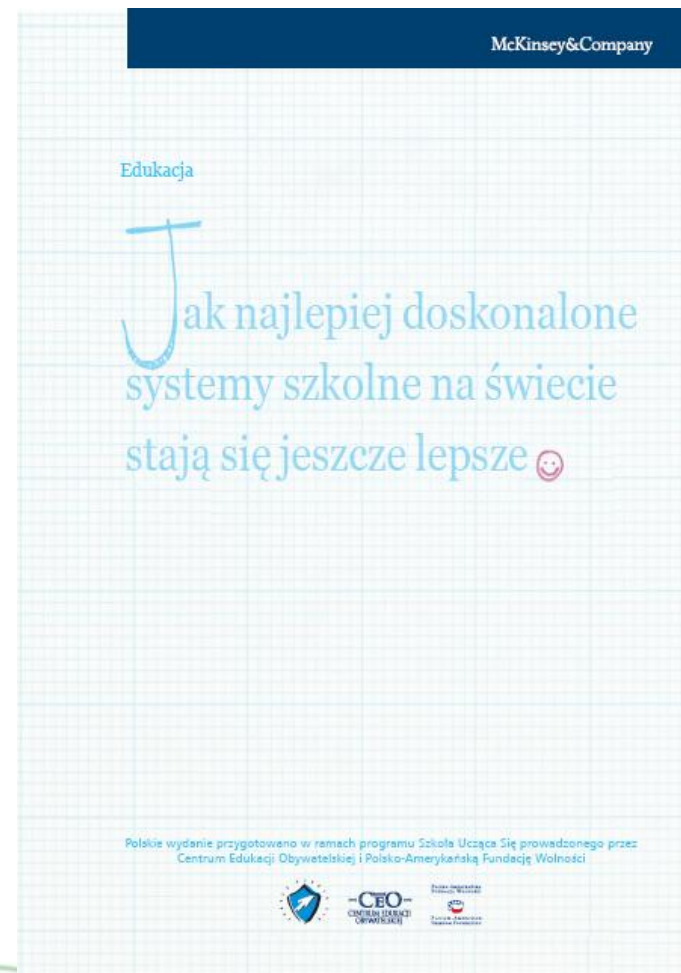 McKinsey&Company
Edukacja
Jak najlepiej doskonalone
systemy szkolne na świecie
stają się jeszcze lepsze
Polskie wydanie przygotowano w ramach programu Szkoła Ucząca Się prowadzonego przez
Centrum Edukacji Obywatelskiej i Polsko-Amerykańską Fundację Wolności
CEO
CENTRUM EDUKACJI
OBYWATELSKIEJ